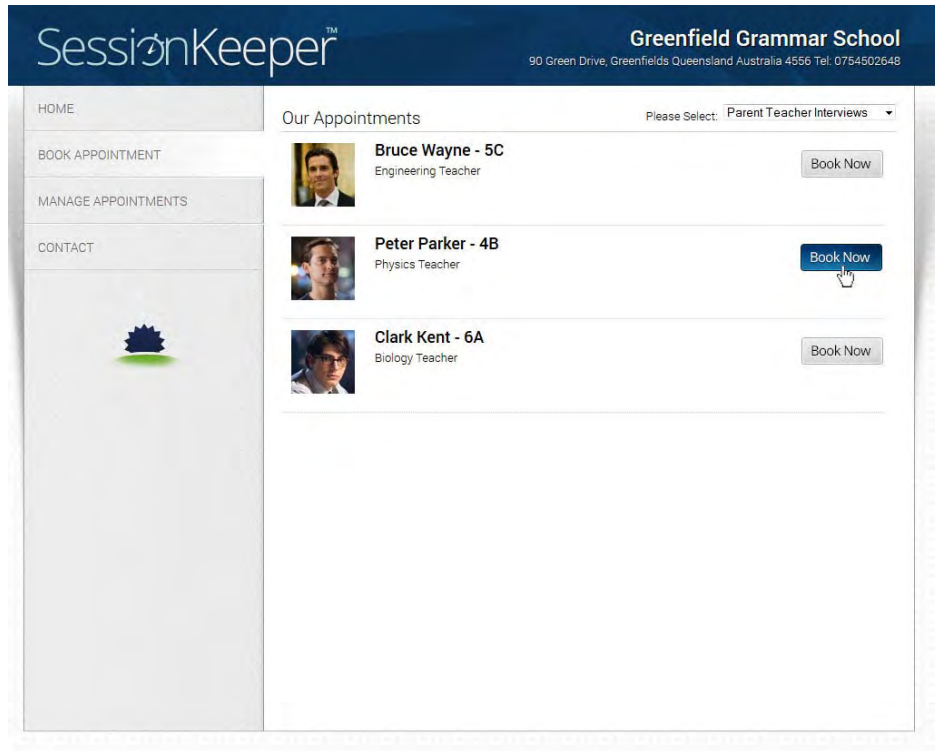 SessionKeeper™
Greenfield Grammar School
90 Green Drive, Greenfields Queensland Australia 4556 Tel: 0754502648
HOME
BOOK APPOINTMENT
MANAGE APPOINTMENTS
CONTACT
Our Appointments
Please Select: Parent Teacher Interviews
Bruce Wayne - 5C
Engineering Teacher
Book Now
Peter Parker - 4B
Physics Teacher
Book Now
Clark Kent - 6A
Biology Teacher
Book Now